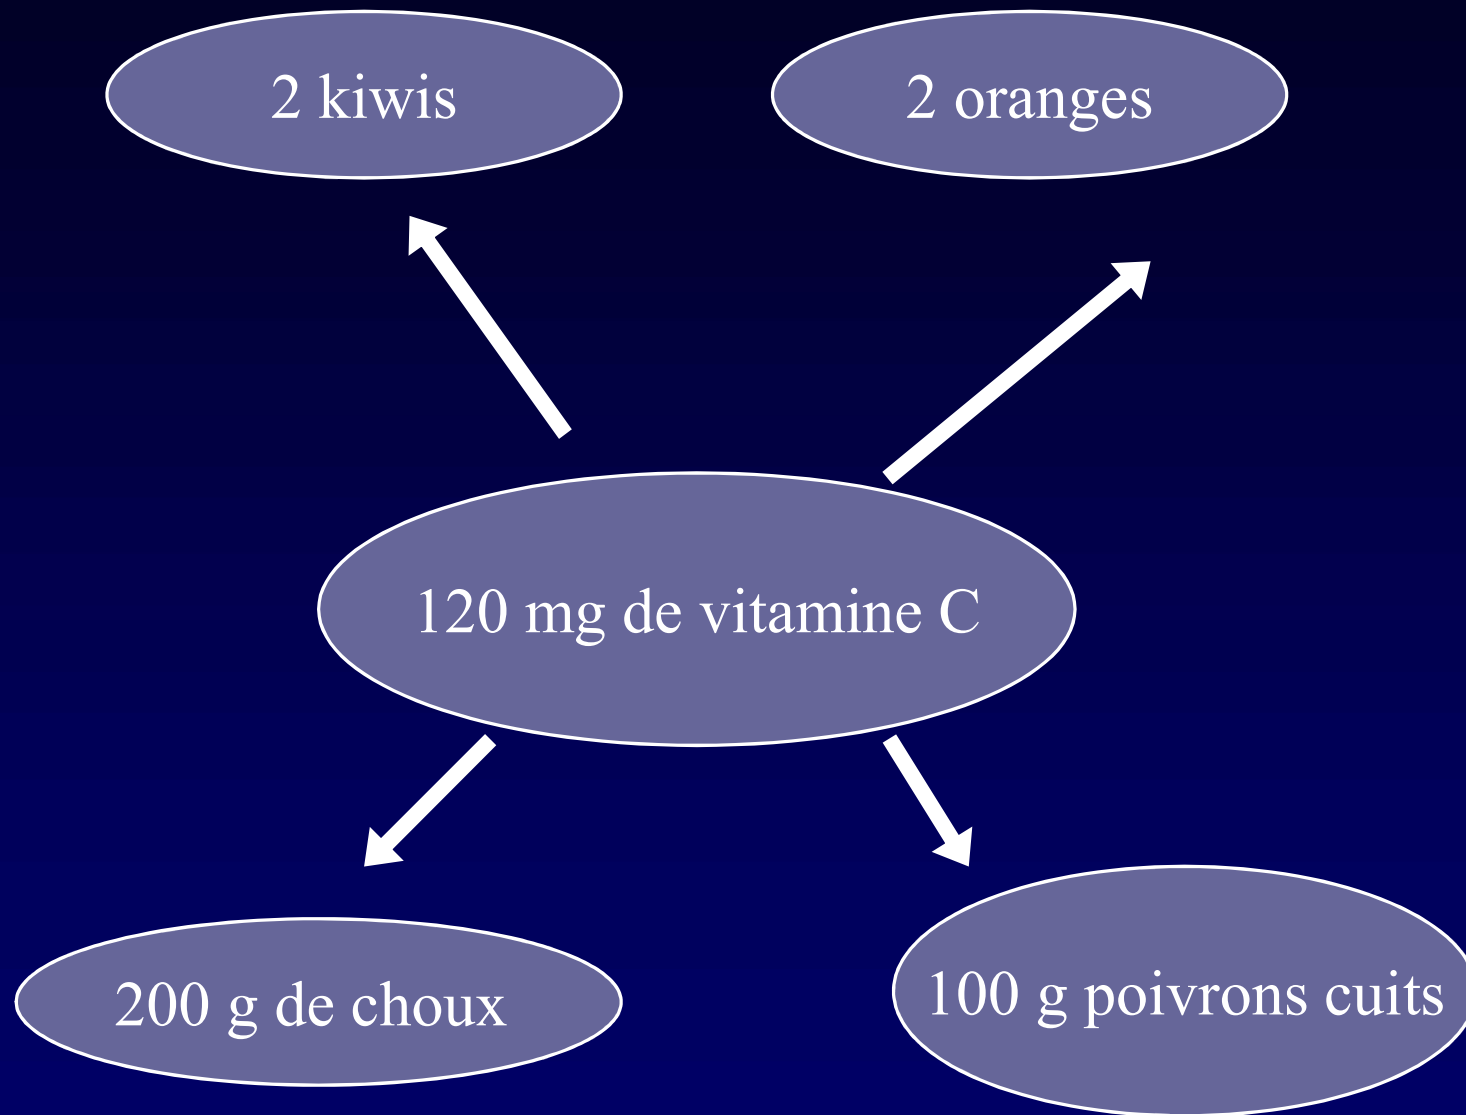 2 kiwis
2 oranges
120 mg de vitamine C
200 g de choux
100 g poivrons cuits